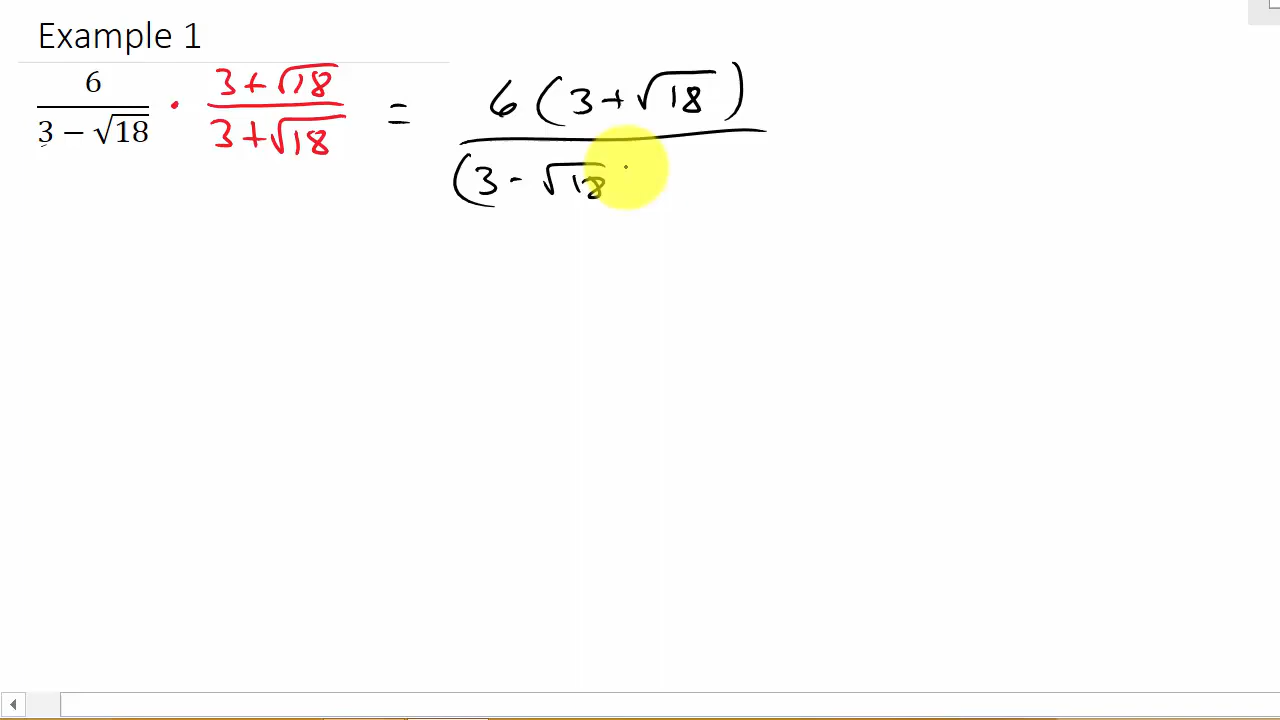 Example 1
6/(3 − √18) · (3 + √18)/(3 + √18) = 6(3 + √18)/(3 - √18